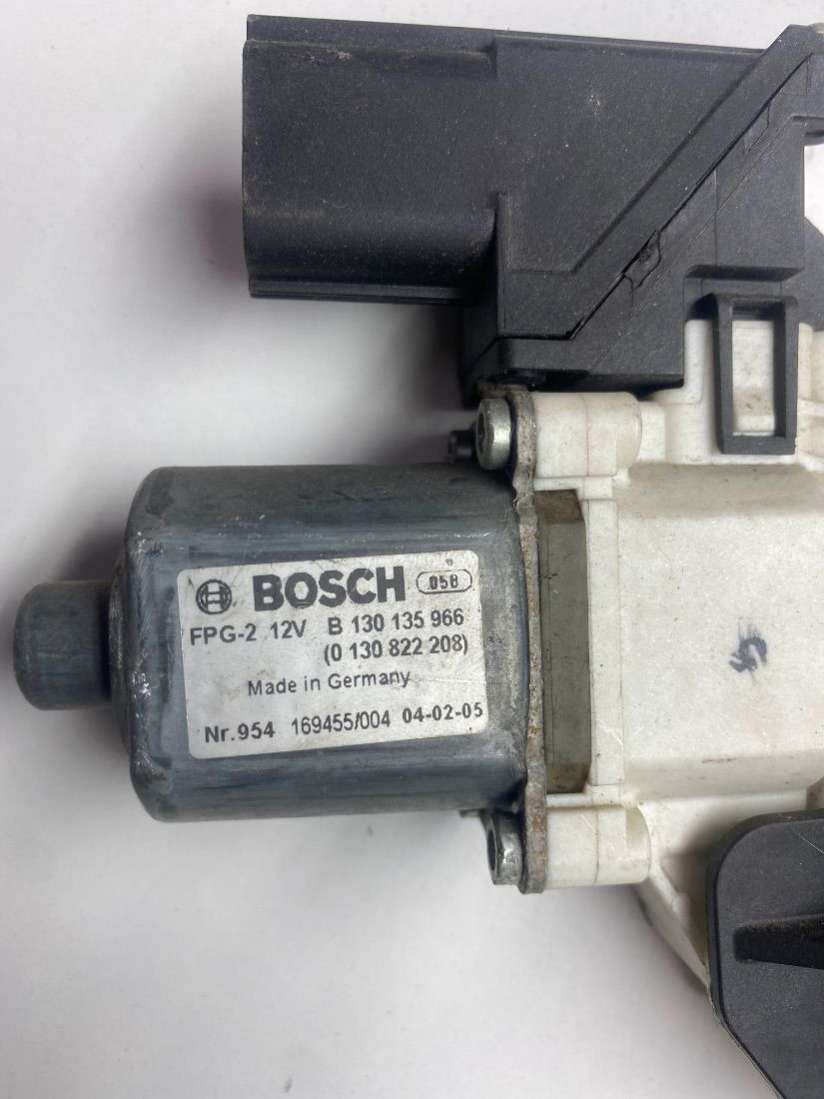 BOSCH 05B
FPG-2 12V B 130 135 966
(0 130 822 208)
Made in Germany
Nr.954 169455/004 04-02-05